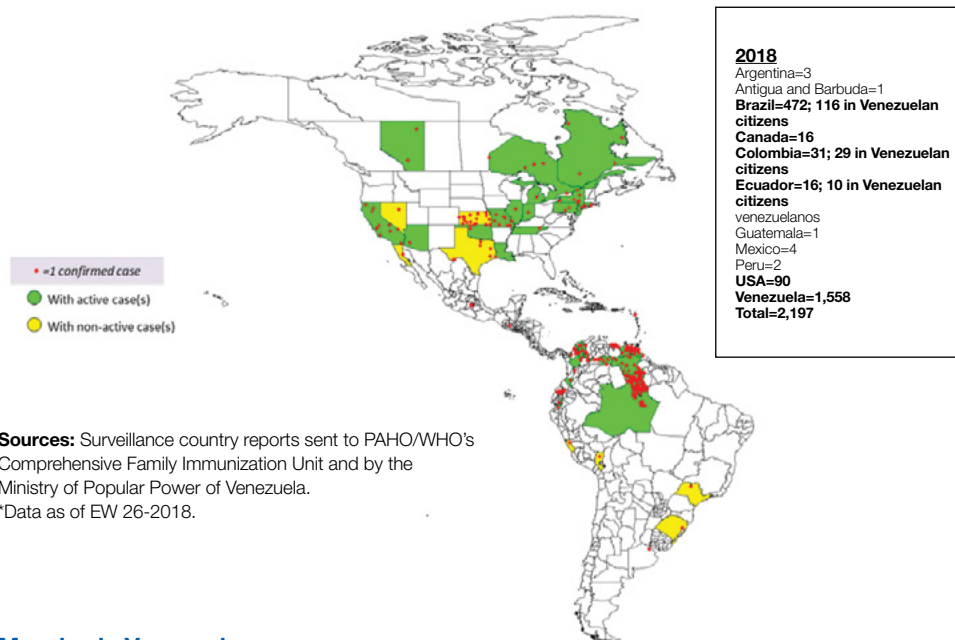 2018
Argentina=3
Antigua and Barbuda=1
Brazil=472; 116 in Venezuelan
citizens
Canada=16
Colombia=31; 29 in Venezuelan
citizens
Ecuador=16; 10 in Venezuelan
citizens
venezuelanos
Guatemala=1
Mexico=4
Peru=2
USA=90
Venezuela=1,558
Total=2,197
=1 confirmed case
With active case(s)
With non-active case(s)
Sources: Surveillance country reports sent to PAHO/WHO's
Comprehensive Family Immunization Unit and by the
Ministry of Popular Power of Venezuela.
*Data as of EW 26-2018.